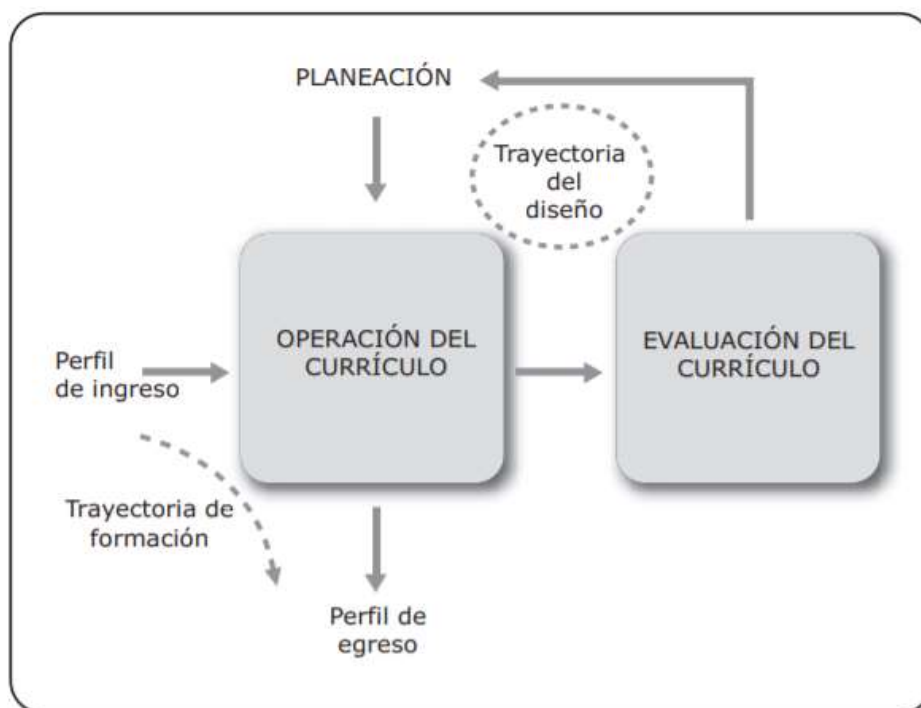 PLANEACIÓN
Trayectoria
del
diseño
OPERACIÓN DEL
CURRÍCULO
EVALUACIÓN DEL
CURRÍCULO
Perfil
de ingreso
Trayectoria de
formación
Perfil de
egreso